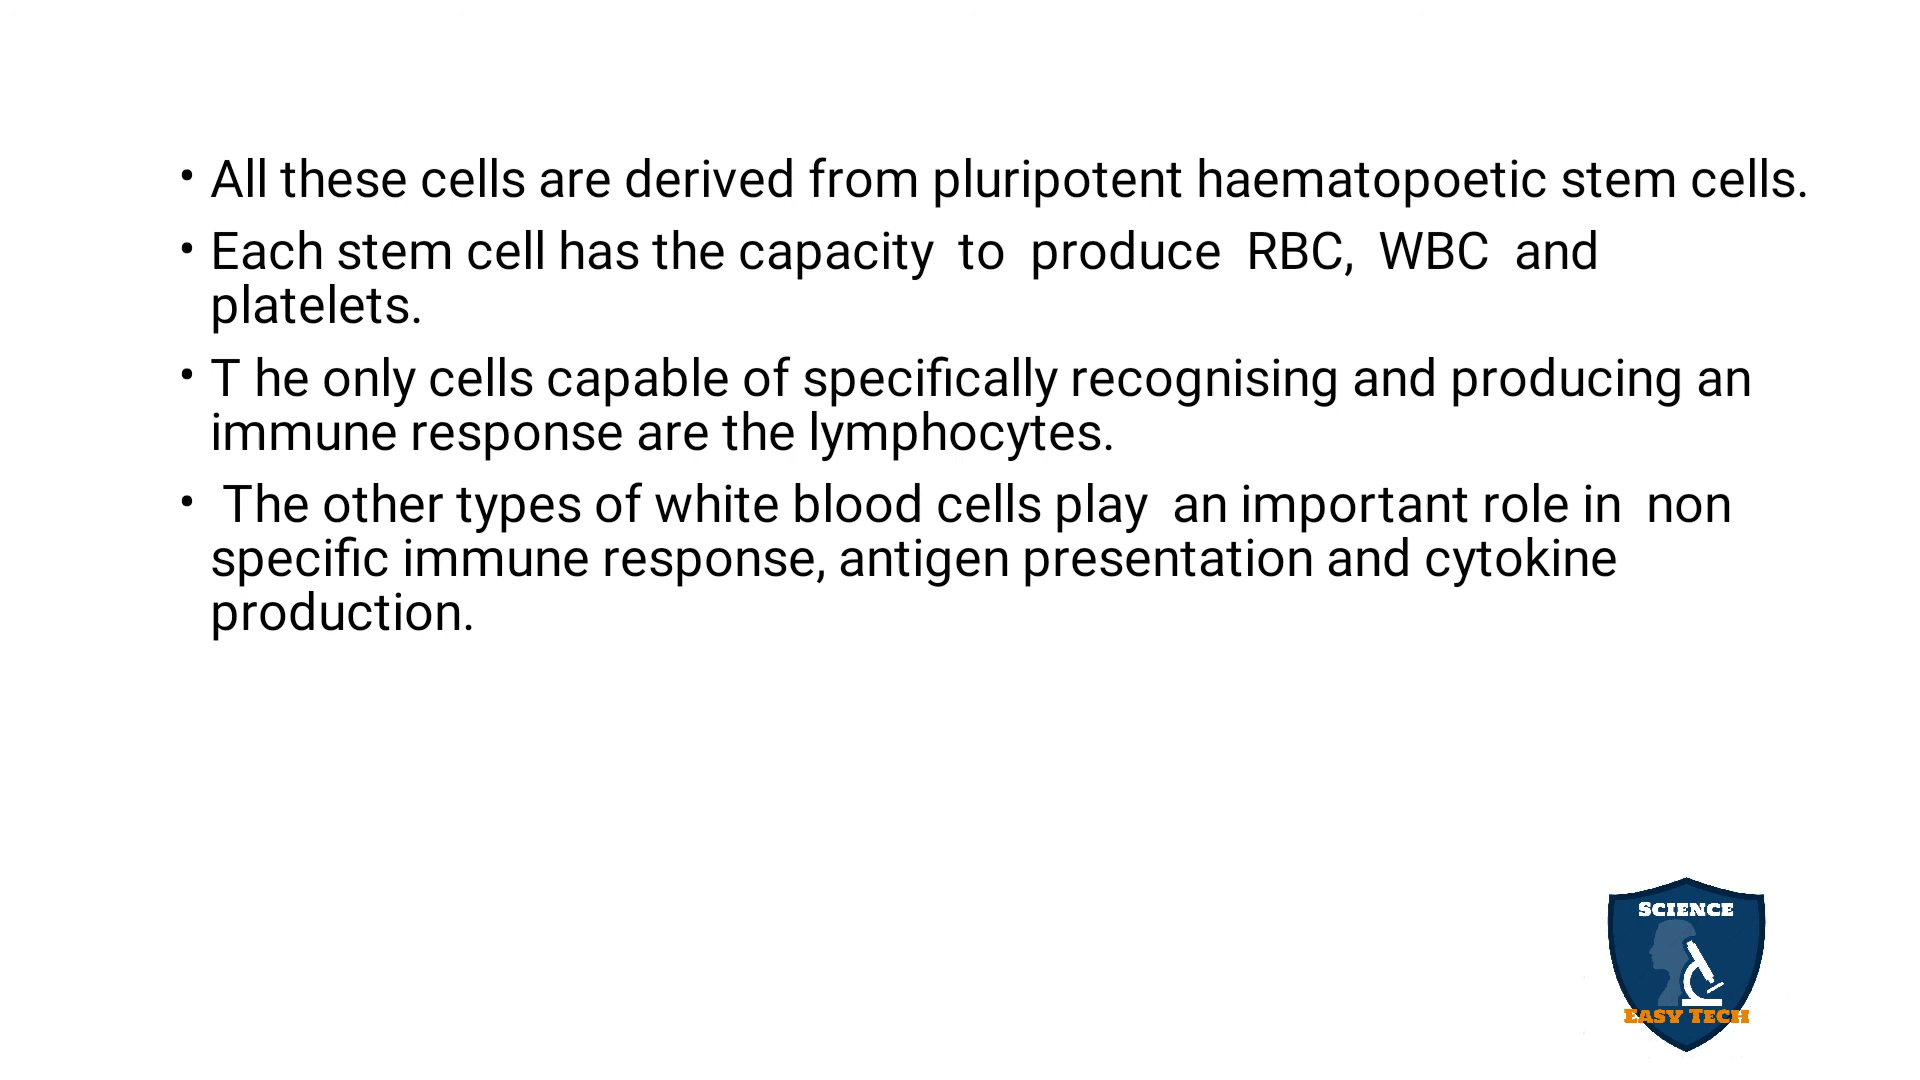 • All these cells are derived from pluripotent haematopoetic stem cells.
• Each stem cell has the capacity  to  produce  RBC,  WBC  and
platelets.
• T he only cells capable of specifically recognising and producing an
immune response are the lymphocytes.
•  The other types of white blood cells play  an important role in  non
specific immune response, antigen presentation and cytokine
production.
SCIENCE
EASY TECH